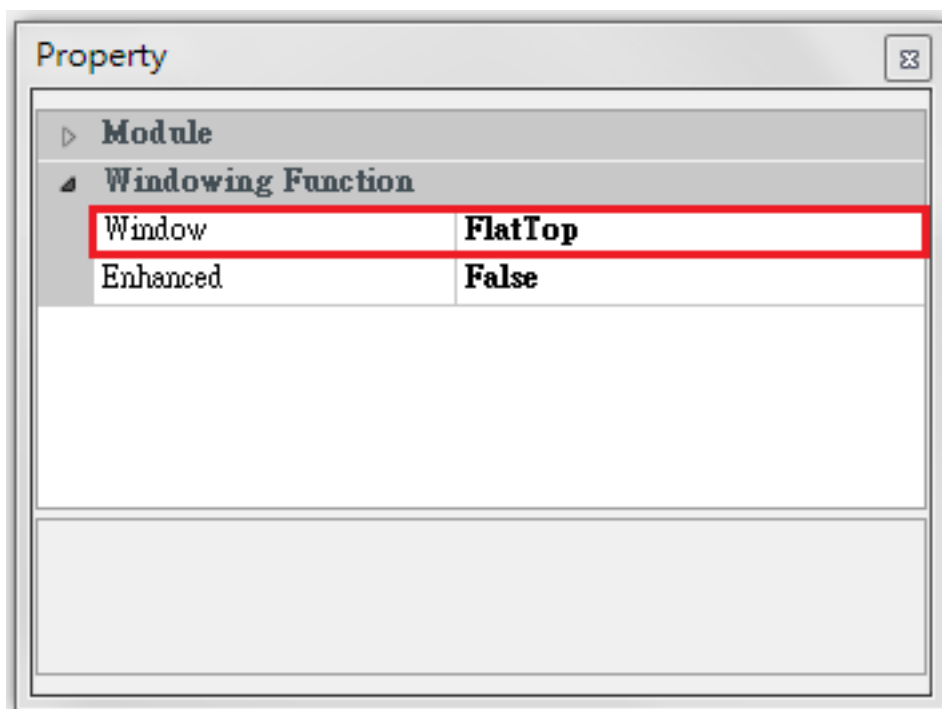 Property
Module
Windowing Function
Window FlatTop
Enhanced False